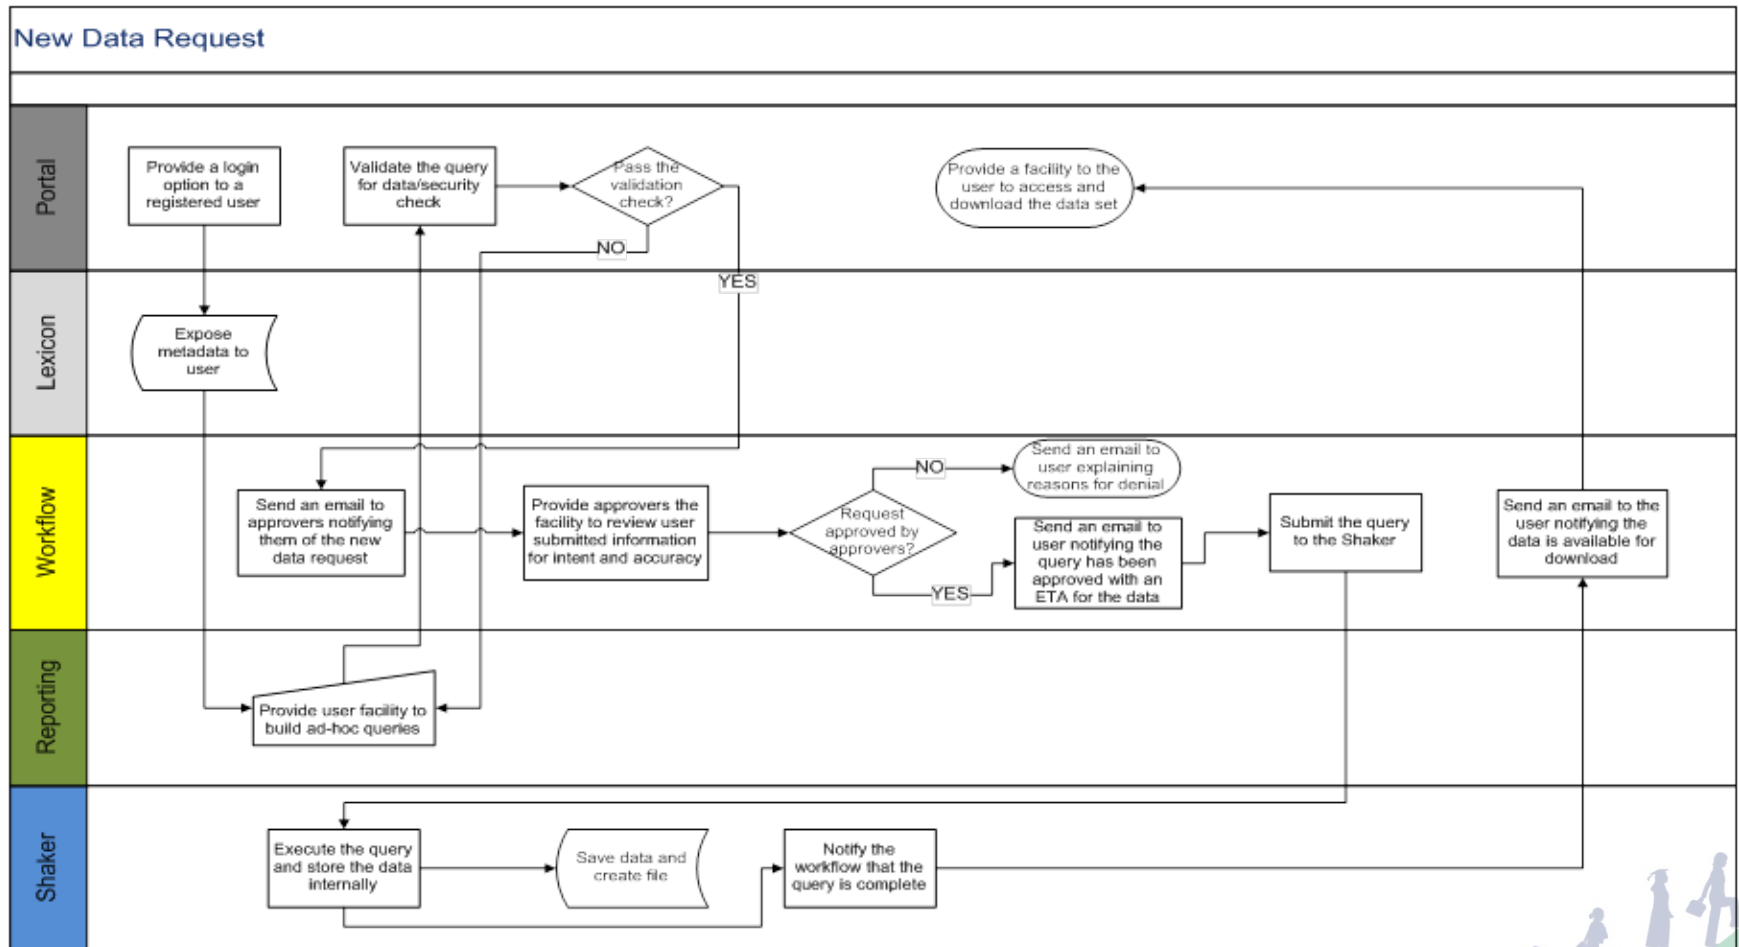 New Data Request
Portal
Provide a login
option to a
registered user
Validate the query
for data/security
check
Pass the
validation
check?
NO
YES
Provide a facility to the
user to access and
download the data set
Lexicon
Expose
metadata to
user
Workflow
Send an email to
approvers notifying
them of the new
data request
Provide approvers the
facility to review user
submitted information
for intent and accuracy
Request
approved by
approvers?
NO
Send an email to
user explaining
reasons for denial
YES
Send an email to
user notifying the
query has been
approved with an
ETA for the data
Submit the query
to the Shaker
Send an email to the
user notifying the
data is available for
download
Reporting
Provide user facility to
build ad-hoc queries
Shaker
Execute the query
and store the data
internally
Save data and
create file
Notify the
workflow that the
query is complete